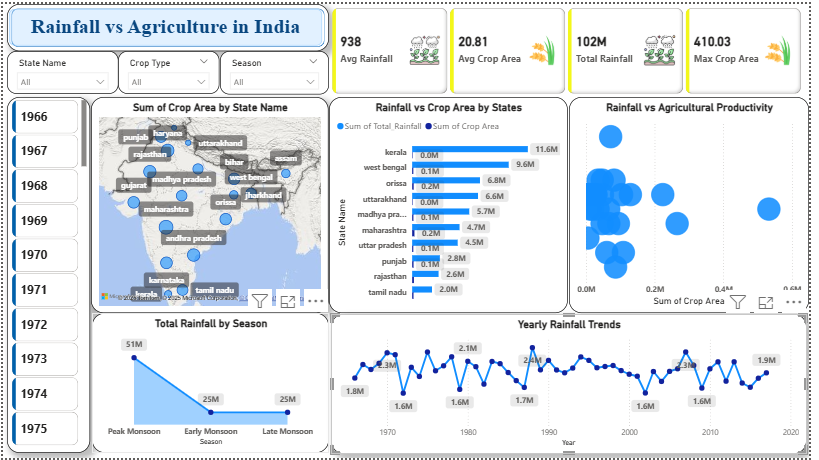 Rainfall vs Agriculture in India
938
Avg Rainfall
20.81
Avg Crop Area
102M
Total Rainfall
410.03
Max Crop Area
State Name
All
Crop Type
All
Season
All
1966
1967
1968
1969
1970
1971
1972
1973
1974
1975
Sum of Crop Area by State Name
punjab
haryana
uttarakhand
rajasthan
bihar
assam
madhya pradesh
west bengal
gujarat
jharkhand
orissa
maharashtra
andhra pradesh
karnataka
tamil nadu
Rainfall vs Crop Area by States
Sum of Total_Rainfall
Sum of Crop Area
State Name
kerala
11.6M
0.0M
west bengal
9.6M
0.1M
orissa
6.8M
0.2M
uttarakhand
6.6M
0.0M
madhya pra...
5.7M
0.1M
maharashtra
4.7M
0.2M
uttar pradesh
4.5M
0.1M
punjab
2.8M
0.1M
rajasthan
2.6M
tamil nadu
2.0M
Rainfall vs Agricultural Productivity
0.0M
0.2M
0.4M
0.6M
Sum of Crop Area
Total Rainfall by Season
51M
25M
25M
Peak Monsoon
Early Monsoon
Late Monsoon
Season
Yearly Rainfall Trends
1.8M
2.3M
1.6M
2.1M
1.6M
1.7M
2.4M
1.6M
2.3M
1.6M
1.9M
1970
1980
1990
2000
2010
2020
Year